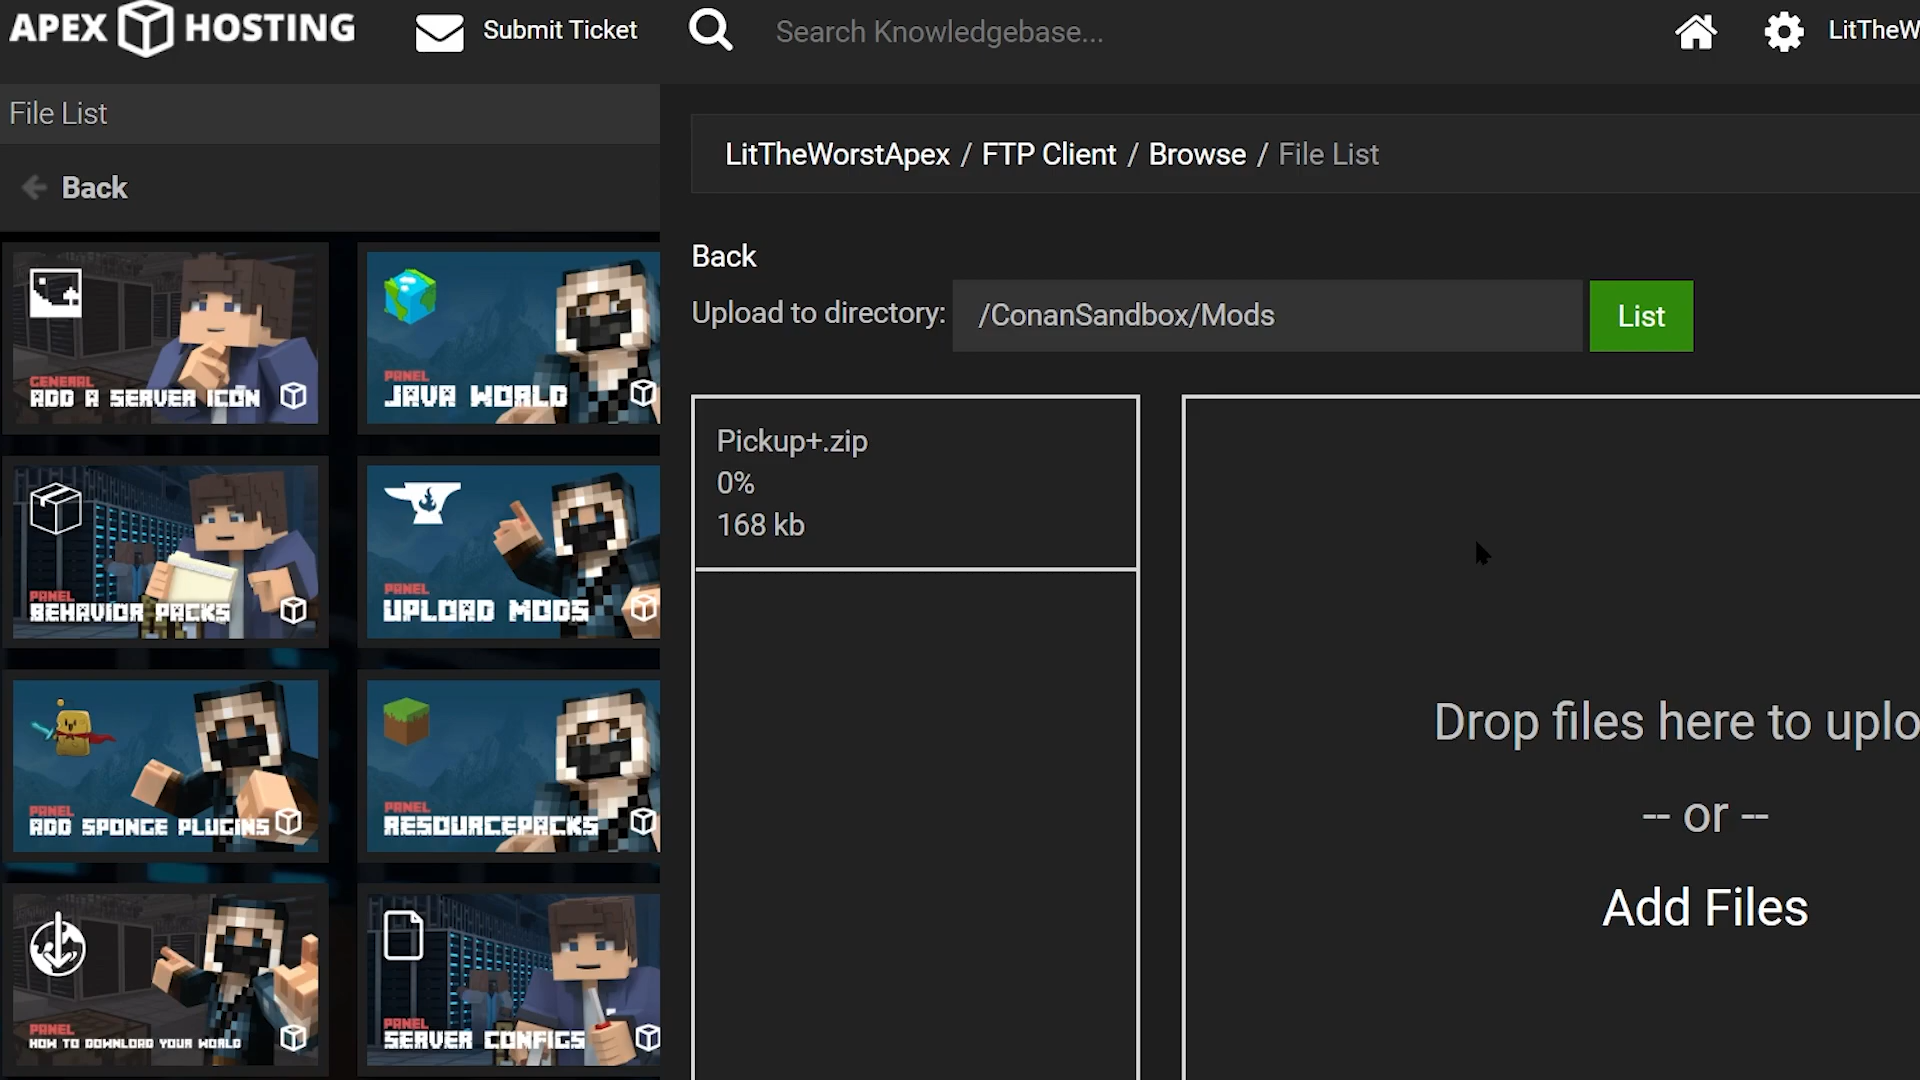 APEX HOSTING
Submit Ticket
Search Knowledgebase...
LitTheW
File List
Back
LitTheWorstApex / FTP Client / Browse / File List
Back
Upload to directory: /ConanSandbox/Mods List
GENERAL
ADD A SERVER ICON
PANEL
JAVA WORLD
PANEL
BEHAVIOR PACKS
PANEL
UPLOAD MODS
PANEL
ADD SPONGE PLUGINS
PANEL
RESOURCEPACKS
PANEL
HOW TO DOWNLOAD YOUR WORLD
PANEL
SERVER CONFIGS
Pickup+.zip
0%
168 kb
Drop files here to uplo
-- or --
Add Files